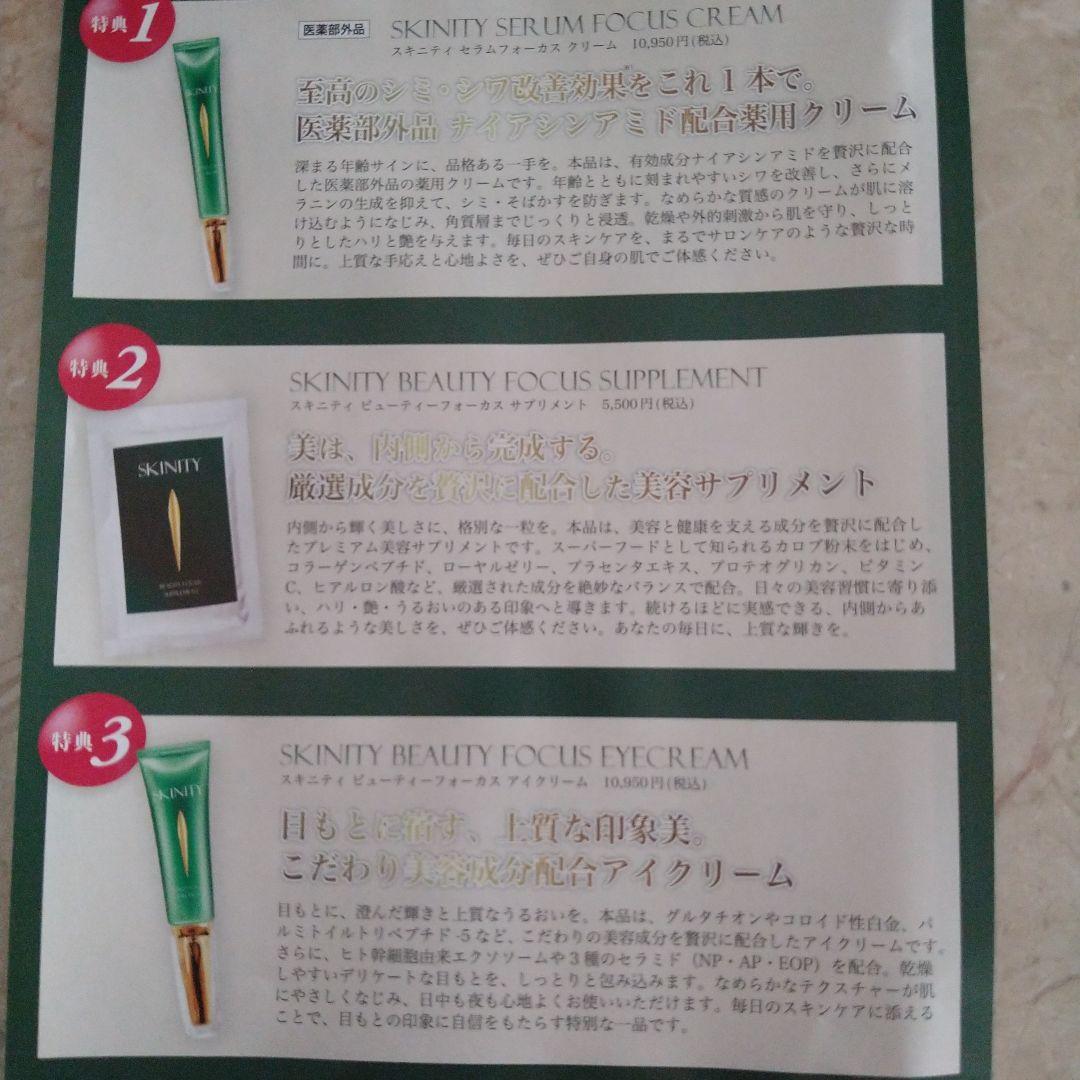 特典1
医薬部外品 SKINITY SERUM FOCUS CREAM
スキニティ セラムフォーカス クリーム 10,950円(税込)
至高のシミ・シワ改善効果をこれ1本で。
医薬部外品 ナイアシンアミド配合薬用クリーム
深まる年齢サインに、品格ある一手を。本品は、有効成分ナイアシンアミドを贅沢に配合
した医薬部外品の薬用クリームです。年齢とともに刻まれやすいシワを改善し、さらにメ
ラニンの生成を抑えて、シミ・そばかすを防ぎます。なめらかな質感のクリームが肌に溶
け込むようになじみ、角質層までじっくりと浸透。乾燥や外的刺激から肌を守り、しっと
りとしたハリと艶を与えます。毎日のスキンケアを、まるでサロンケアのような贅沢な時
間に。上質な手応えと心地よさを、ぜひご自身の肌でご体感ください。
SKINITY
特典2
SKINITY BEAUTY FOCUS SUPPLEMENT
スキニティ ビューティーフォーカス サプリメント 5,500円(税込)
美は、内側から完成する。
厳選成分を贅沢に配合した美容サプリメント
内側から輝く美しさに、格別な一粒を。本品は、美容と健康を支える成分を贅沢に配合し
たプレミアム美容サプリメントです。スーパーフードとして知られるカロブ粉末をはじめ、
コラーゲンペプチド、ローヤルゼリー、プラセンタエキス、プロテオグリカン、ビタミン
C、ヒアルロン酸など、厳選された成分を絶妙なバランスで配合。日々の美容習慣に寄り添
い、ハリ・艶・うるおいのある印象へと導きます。続けるほどに実感できる、内側からあ
ふれるような美しさを、ぜひご体感ください。あなたの毎日に、上質な輝きを。
SKINITY
BEAUTY FOCUS
SUPPLEMENT
特典3
SKINITY BEAUTY FOCUS EYECREAM
スキニティ ビューティーフォーカス アイクリーム 10,950円(税込)
目もとに宿す、上質な印象美。
こだわり美容成分配合アイクリーム
目もとに、澄んだ輝きと上質なうるおいを。本品は、グルタチオンやコロイド性白金、パ
ルミトイルトリペプチド-5など、こだわりの美容成分を贅沢に配合したアイクリームです。
さらに、ヒト幹細胞由来エクソソームや3種のセラミド(NP・AP・EOP)を配合。乾燥
しやすいデリケートな目もとを、しっとりと包み込みます。なめらかなテクスチャーが肌
にやさしくなじみ、日中も夜も心地よくお使いいただけます。毎日のスキンケアに添える
ことで、目もとの印象に自信をもたらす特別な一品です。
SKINITY